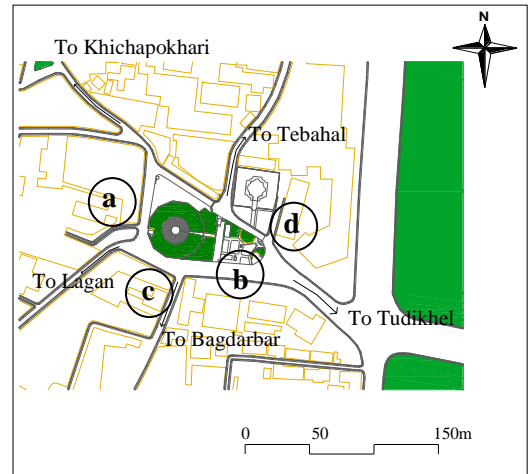 N
To Khichapokhari
To Tebahal
a
d
b
To Lagan
c
To Tudikhel
To Bagdarbar
0 50 150m